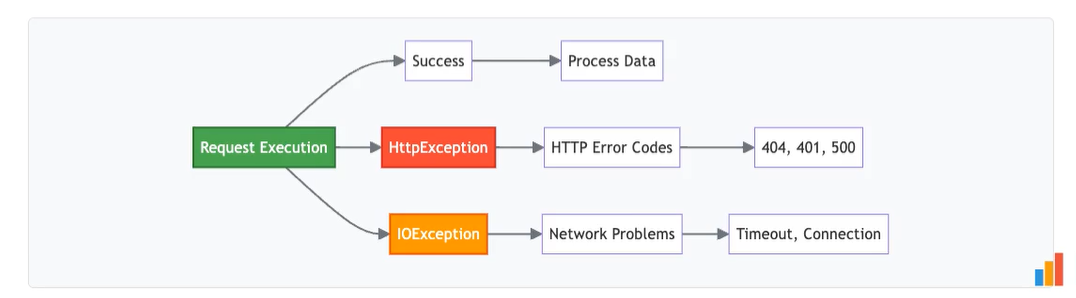 Success
Process Data
Request Execution
HttpException
HTTP Error Codes
404, 401, 500
IOException
Network Problems
Timeout, Connection